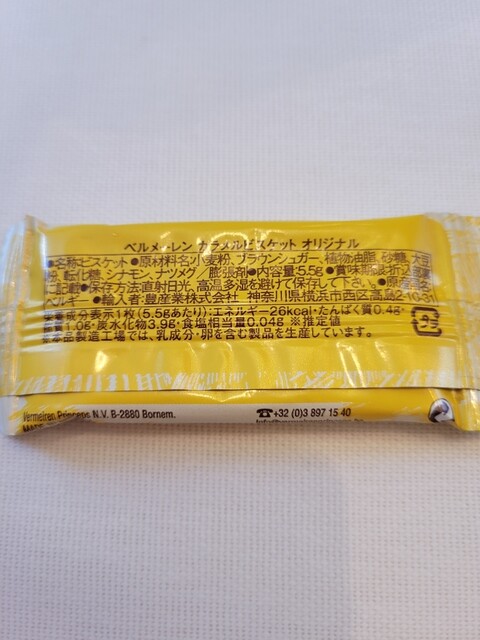 ベルメーレン カラメルビスケット オリジナル
●名称:ビスケット ●原材料名:小麦粉、ブラウンシュガー、植物油脂、砂糖、大豆
粉、転化糖、シナモン、ナツメグ／膨張剤 ●内容量:5.5g ●賞味期限:枠外
に記載 ●保存方法:直射日光、高温多湿を避けて保存して下さい。 ●原産国名:
ベルギー ●輸入者:豊産業株式会社 神奈川県横浜市西区高島2-10-31
栄養成分表示1枚(5.5gあたり):エネルギー26kcal・たんぱく質0.4g・
1.0g・炭水化物3.9g・食塩相当量0.04g ※推定値
※本品製造工場では、乳成分・卵を含む製品を生産しています。
プラ
Vermeiren Princeps N.V. B-2880 Bornem.
☎+32 (0)3 897 15 40